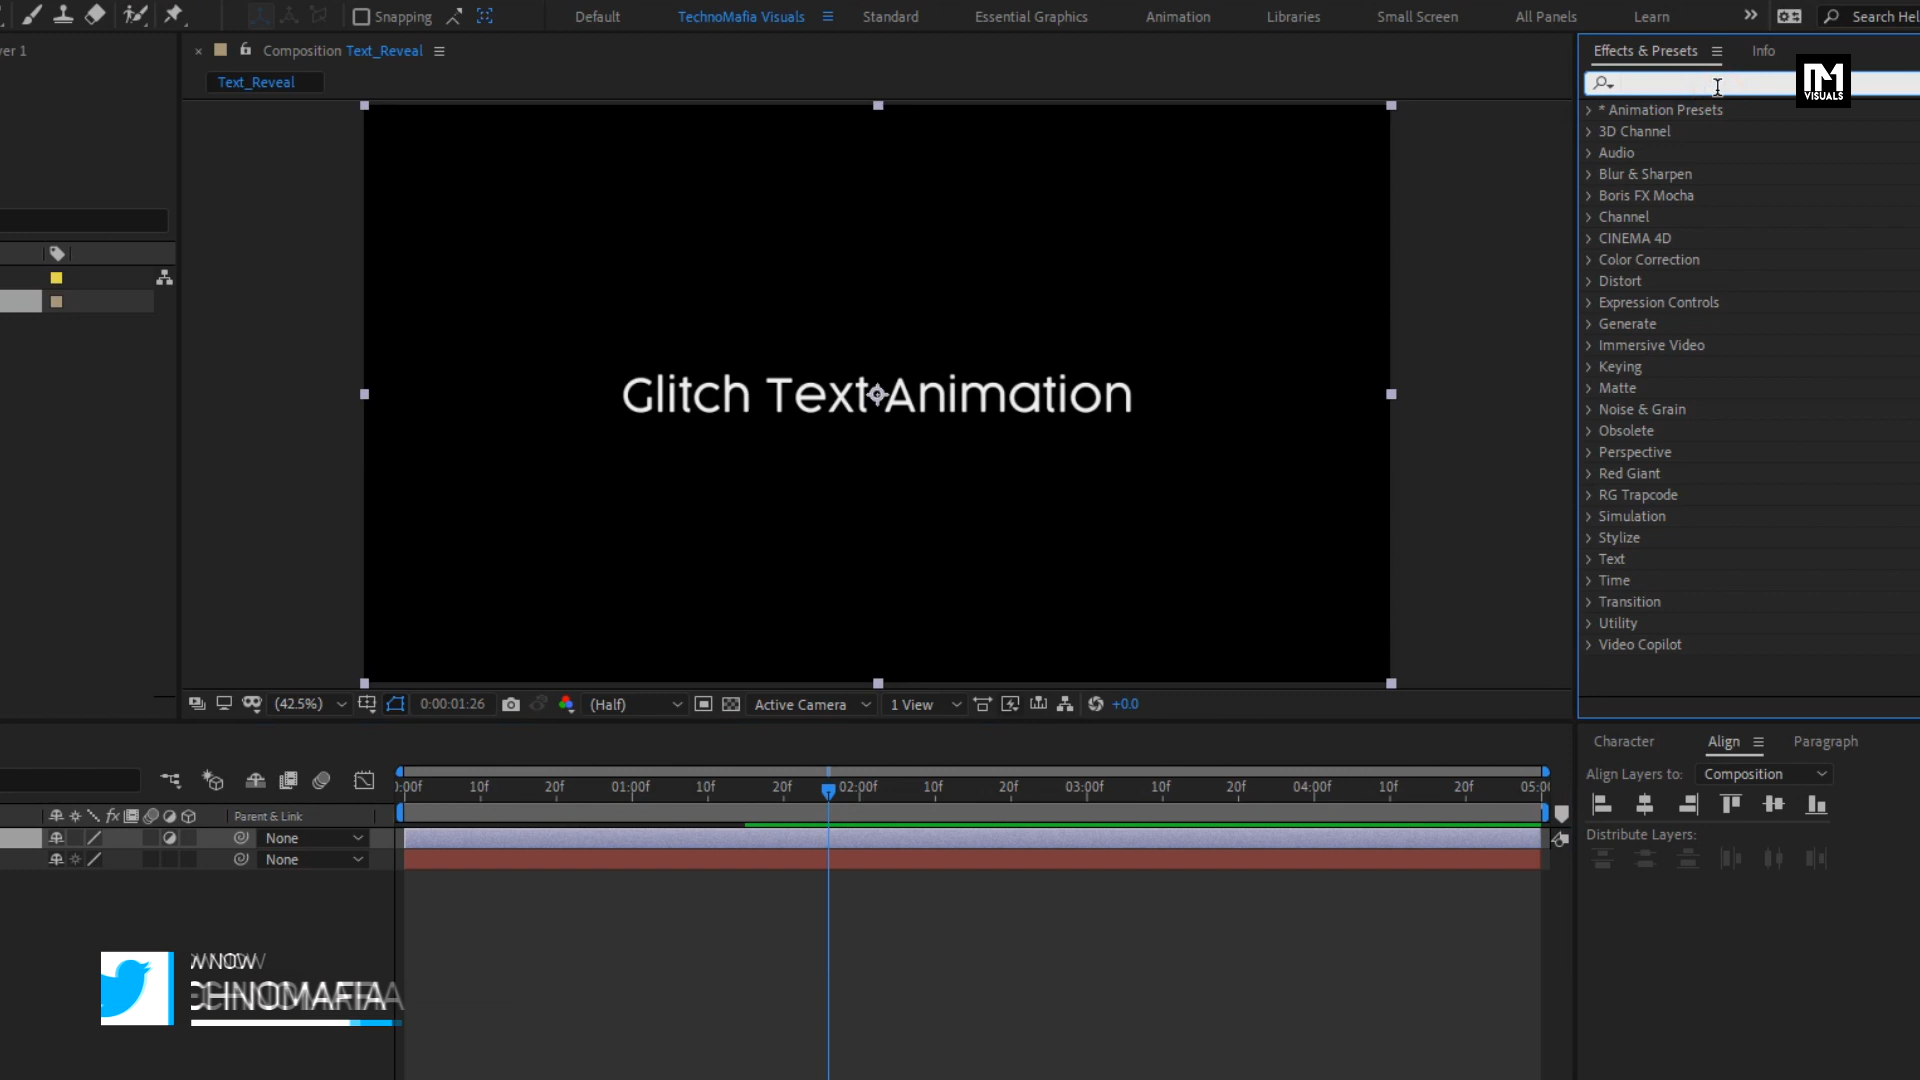 Snapping
Default
TechnoMafia Visuals
Standard
Essential Graphics
Animation
Libraries
Small Screen
All Panels
Learn
Search Hel
yer 1
× Composition Text_Reveal
Text_Reveal
Effects & Presets
Info
VISUALS
* Animation Presets
3D Channel
Audio
Blur & Sharpen
Boris FX Mocha
Channel
CINEMA 4D
Color Correction
Distort
Expression Controls
Generate
Immersive Video
Keying
Matte
Noise & Grain
Obsolete
Perspective
Red Giant
RG Trapcode
Simulation
Stylize
Text
Time
Transition
Utility
Video Copilot
Glitch Text Animation
(42.5%)
0:00:01:26
(Half)
Active Camera
1 View
+0.0
Character
Align
Paragraph
Align Layers to:
Composition
Distribute Layers:
):00f 10f 20f 01:00f 10f 20f 02:00f 10f 20f 03:00f 10f 20f 04:00f 10f 20f 05:0(
fx
Parent & Link
None
None
W NOW
CHNOMAFIA